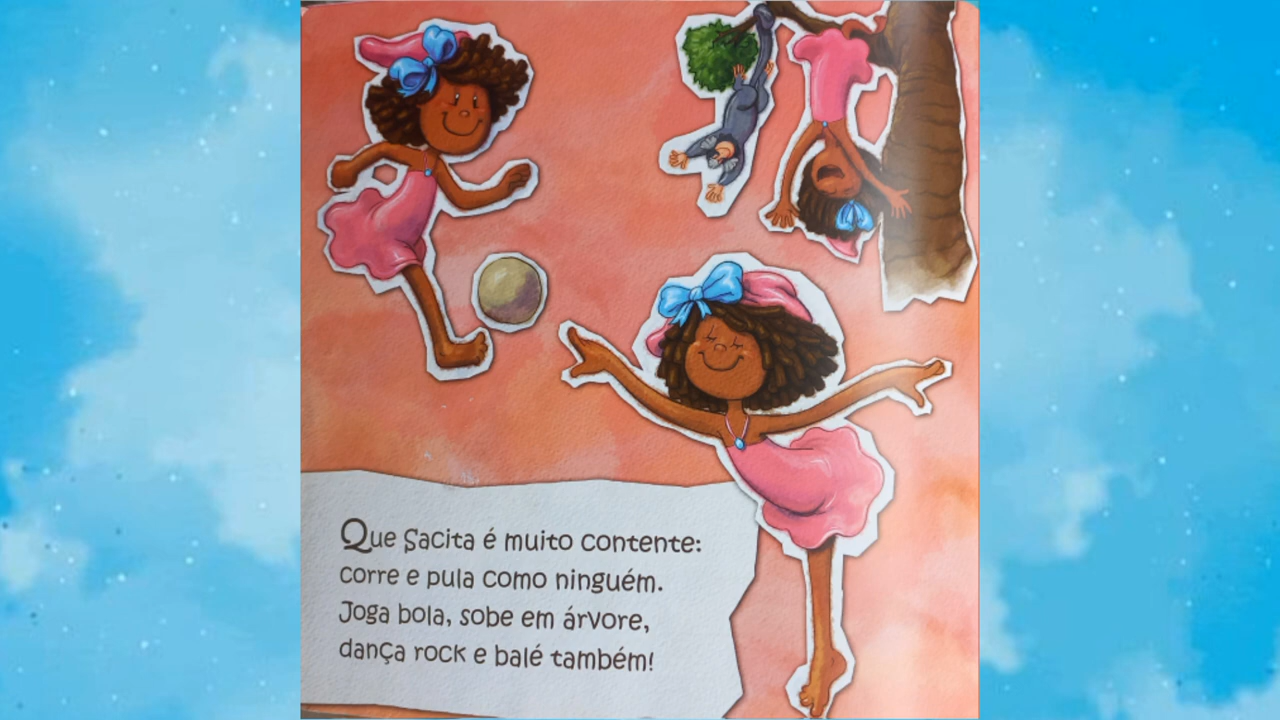 Que Sacita é muito contente:
corre e pula como ninguém.
Joga bola, sobe em árvore,
dança rock e balé também!